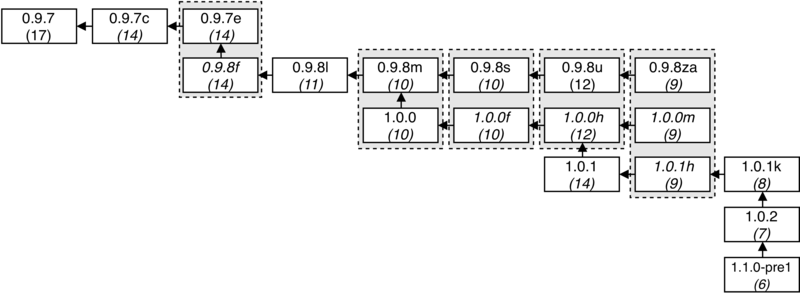 0.9.7
(17)
0.9.7c
(14)
0.9.7e
(14)
0.9.8f
(14)
0.9.8l
(11)
0.9.8m
(10)
0.9.8s
(10)
0.9.8u
(12)
0.9.8za
(9)
1.0.0
(10)
1.0.0f
(10)
1.0.0h
(12)
1.0.0m
(9)
1.0.1
(14)
1.0.1h
(9)
1.0.1k
(8)
1.0.2
(7)
1.1.0-pre1
(6)